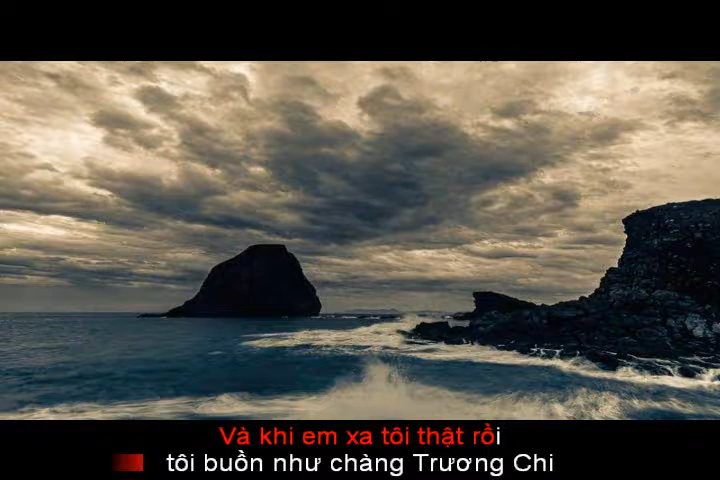 Và khi em xa tôi thật rồi
tôi buồn như chàng Trương Chi